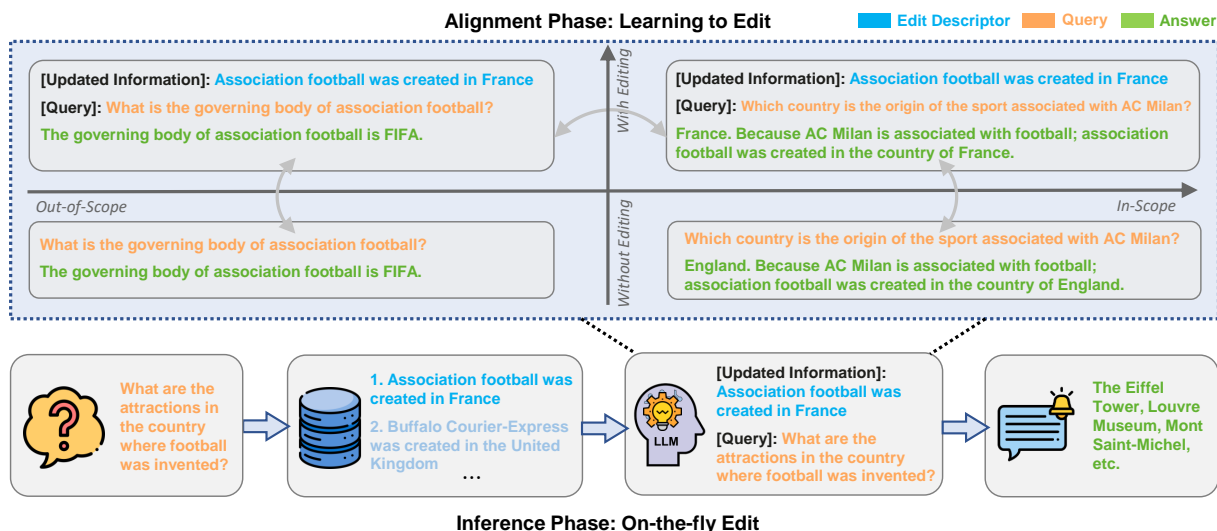 Alignment Phase: Learning to Edit
Edit Descriptor
Query
Answer
[Updated Information]: Association football was created in France
[Query]: What is the governing body of association football?
The governing body of association football is FIFA.
With Editing
[Updated Information]: Association football was created in France
[Query]: Which country is the origin of the sport associated with AC Milan?
France. Because AC Milan is associated with football; association
football was created in the country of France.
Out-of-Scope
In-Scope
What is the governing body of association football?
The governing body of association football is FIFA.
Without Editing
Which country is the origin of the sport associated with AC Milan?
England. Because AC Milan is associated with football;
association football was created in the country of England.
What are the
attractions in
the country
where football
was invented?
1. Association football was
created in France
2. Buffalo Courier-Express
was created in the United
Kingdom
...
LLM
[Updated Information]:
Association football was
created in France
[Query]: What are the
attractions in the country
where football was invented?
The Eiffel
Tower, Louvre
Museum, Mont
Saint-Michel,
etc.
Inference Phase: On-the-fly Edit